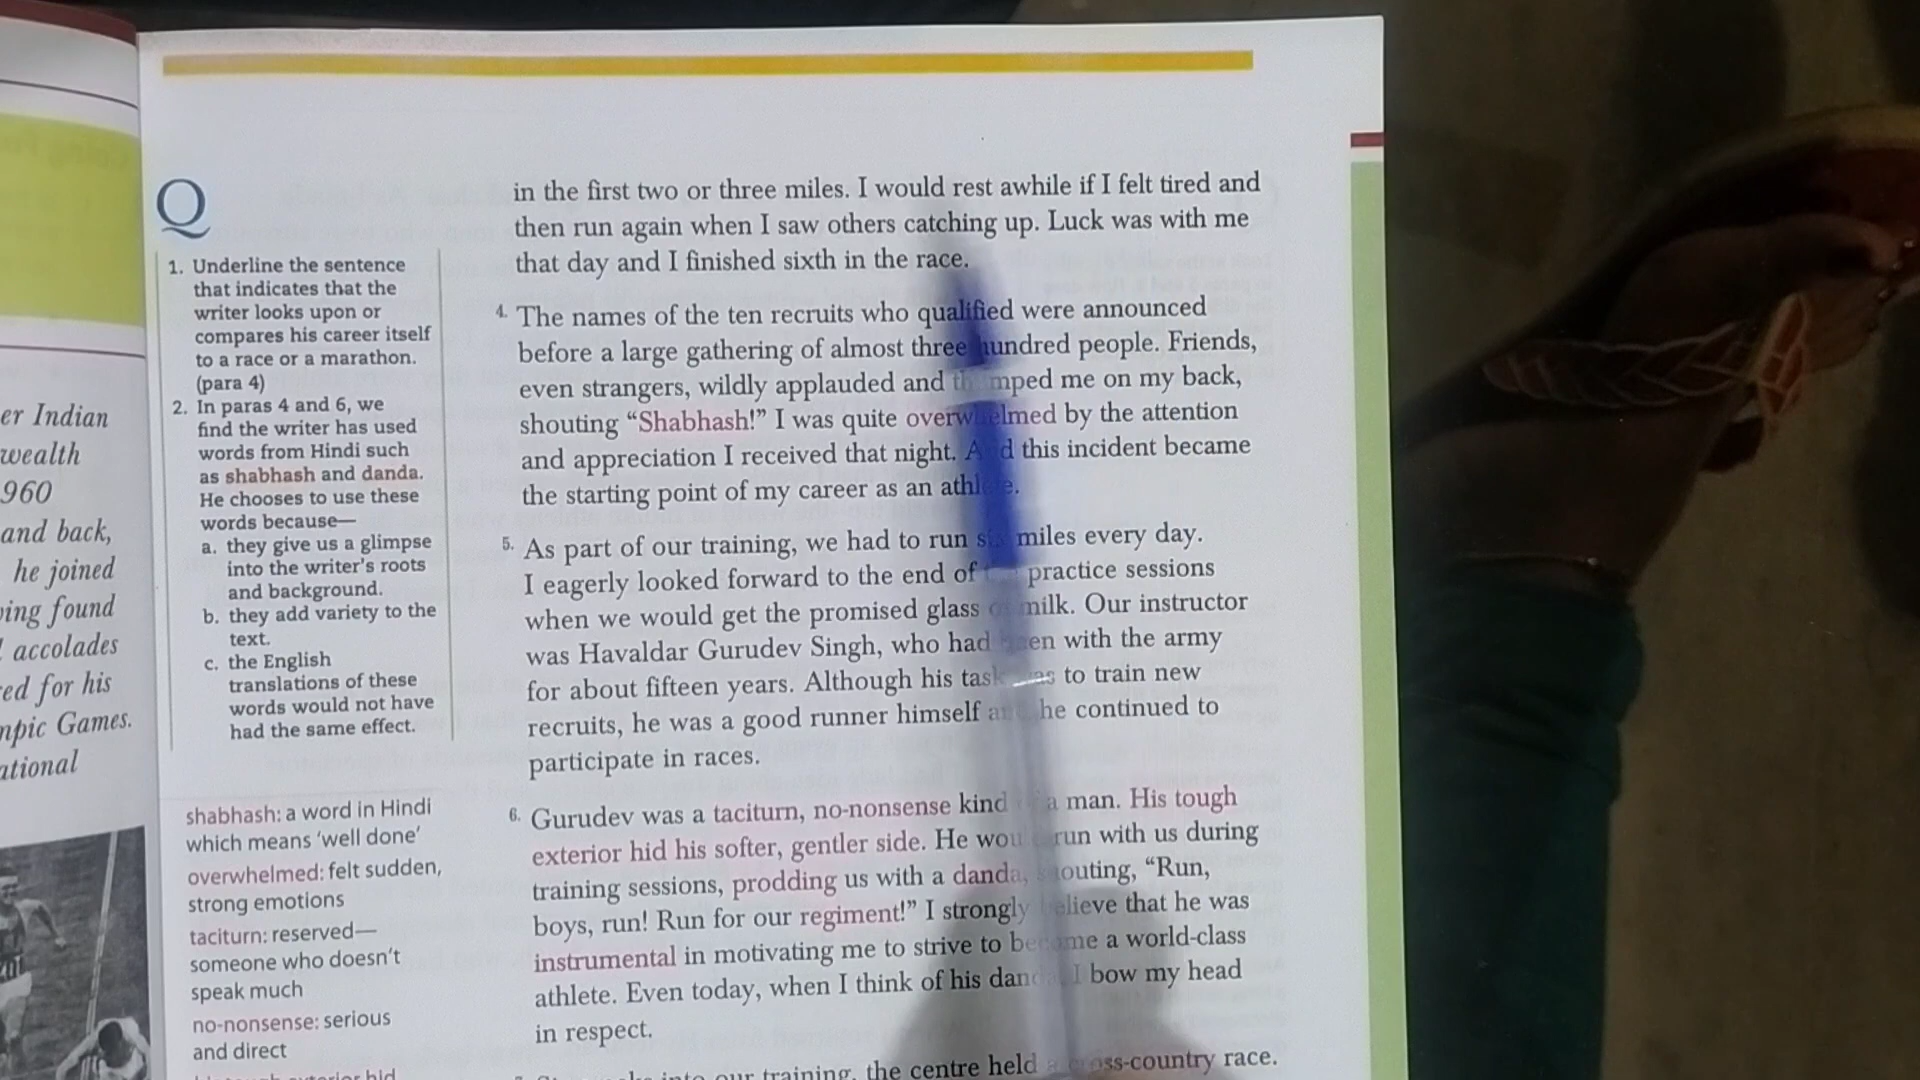 er Indian
wealth
960
and back,
he joined
ing found
accolades
ed for his
mpic Games.
ational
Q
1. Underline the sentence
that indicates that the
writer looks upon or
compares his career itself
to a race or a marathon.
(para 4)
2. In paras 4 and 6, we
find the writer has used
words from Hindi such
as shabhash and danda.
He chooses to use these
words because—
a. they give us a glimpse
into the writer's roots
and background.
b. they add variety to the
text.
c. the English
translations of these
words would not have
had the same effect.
shabhash: a word in Hindi
which means ‘well done’
overwhelmed: felt sudden,
strong emotions
taciturn: reserved—
someone who doesn't
speak much
no-nonsense: serious
and direct
in the first two or three miles. I would rest awhile if I felt tired and
then run again when I saw others catching up. Luck was with me
that day and I finished sixth in the race.
4. The names of the ten recruits who qualified were announced
before a large gathering of almost three hundred people. Friends,
even strangers, wildly applauded and thumped me on my back,
shouting “Shabhash!” I was quite overwhelmed by the attention
and appreciation I received that night. And this incident became
the starting point of my career as an athlete.
5. As part of our training, we had to run six miles every day.
I eagerly looked forward to the end of practice sessions
when we would get the promised glass of milk. Our instructor
was Havaldar Gurudev Singh, who had been with the army
for about fifteen years. Although his task was to train new
recruits, he was a good runner himself and he continued to
participate in races.
6. Gurudev was a taciturn, no-nonsense kind of a man. His tough
exterior hid his softer, gentler side. He would run with us during
training sessions, prodding us with a danda, shouting, “Run,
boys, run! Run for our regiment!” I strongly believe that he was
instrumental in motivating me to strive to become a world-class
athlete. Even today, when I think of his danda, I bow my head
in respect.
into our training, the centre held a cross-country race.